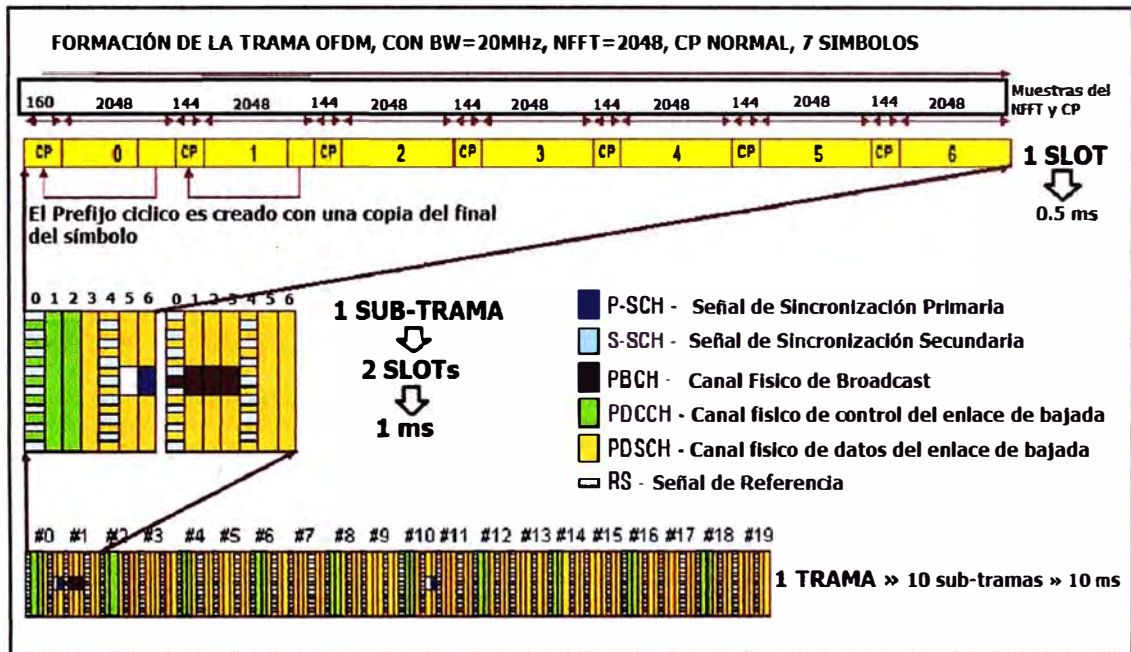 FORMACIÓN DE LA TRAMA OFDM, CON BW=20MHz, NFFT=2048, CP NORMAL, 7 SIMBOLOS
160 2048 144 2048 144 2048 144 2048 144 2048 144 2048 144 2048
Muestras del
NFFT y CP
CP 0 CP 1 CP 2 CP 3 CP 4 CP 5 CP 6
1 SLOT
0.5 ms
El Prefijo ciclico es creado con una copia del final
del símbolo
0 1 2 3 4 5 6 0 1 2 3 4 5 6
1 SUB-TRAMA
2 SLOTs
1 ms
P-SCH - Señal de Sincronización Primaria
S-SCH - Señal de Sincronización Secundaria
PBCH - Canal Fisico de Broadcast
PDCCH - Canal fisico de control del enlace de bajada
PDSCH - Canal fisico de datos del enlace de bajada
RS - Señal de Referencia
#0 #1 #2 #3 #4 #5 #6 #7 #8 #9 #10 #11 #12 #13 #14 #15 #16 #17 #18 #19
1 TRAMA » 10 sub-tramas » 10 ms